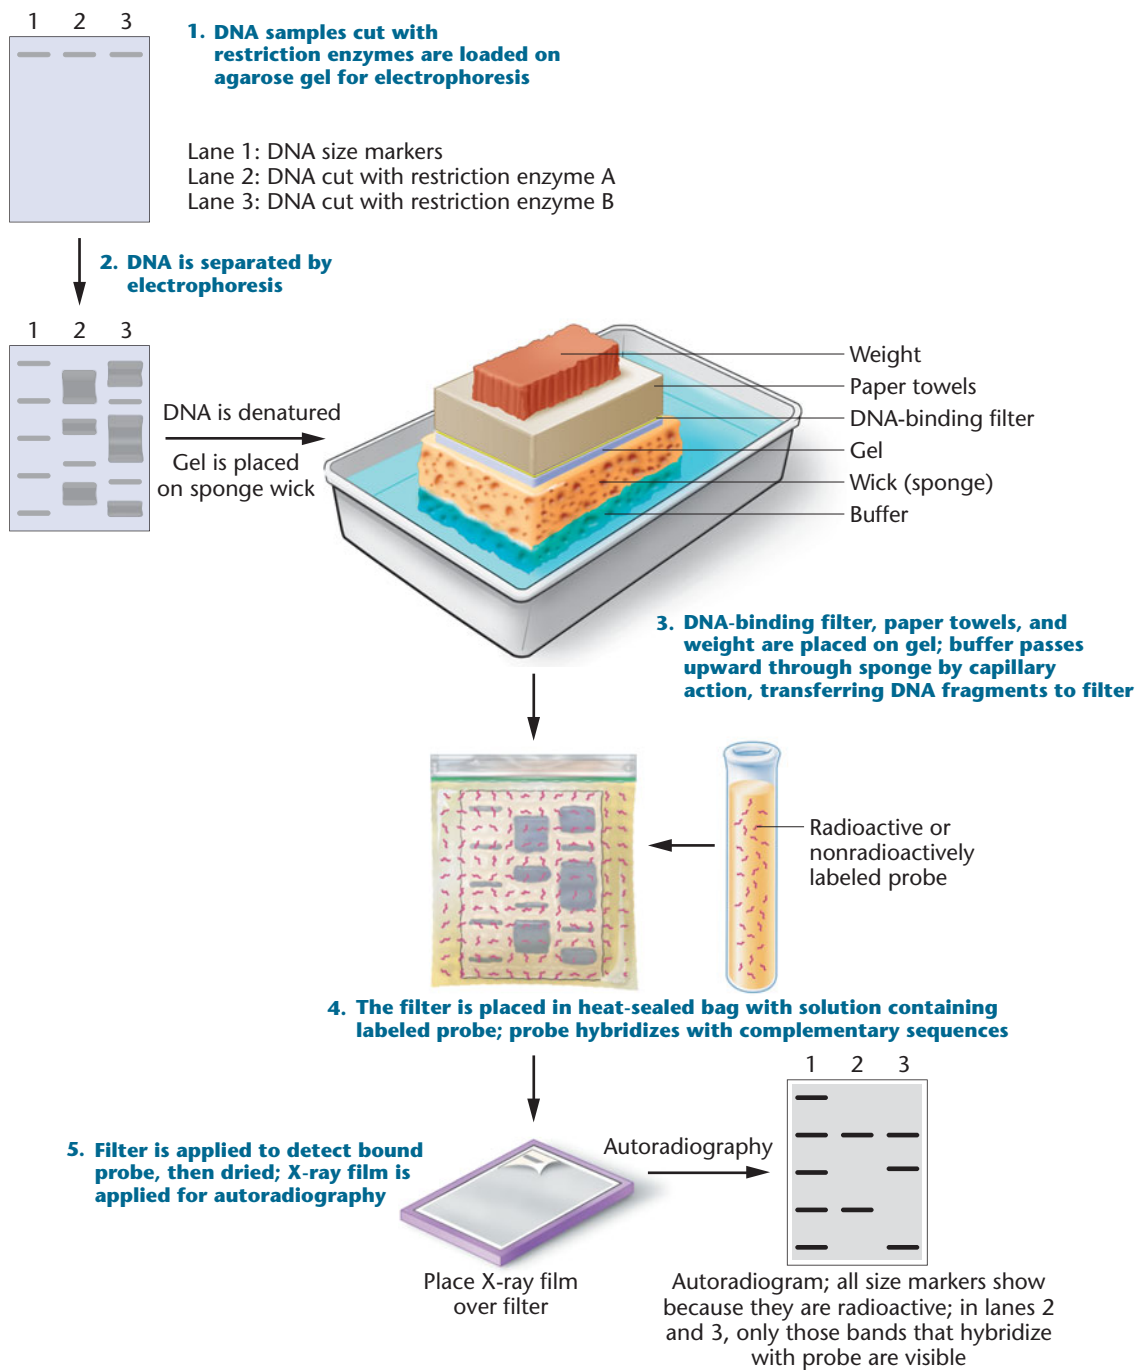 1 2 3
1. DNA samples cut with
restriction enzymes are loaded on
agarose gel for electrophoresis
Lane 1: DNA size markers
Lane 2: DNA cut with restriction enzyme A
Lane 3: DNA cut with restriction enzyme B
2. DNA is separated by
electrophoresis
1 2 3
DNA is denatured
Gel is placed
on sponge wick
Weight
Paper towels
DNA-binding filter
Gel
Wick (sponge)
Buffer
3. DNA-binding filter, paper towels, and
weight are placed on gel; buffer passes
upward through sponge by capillary
action, transferring DNA fragments to filter
Radioactive or
nonradioactively
labeled probe
4. The filter is placed in heat-sealed bag with solution containing
labeled probe; probe hybridizes with complementary sequences
5. Filter is applied to detect bound
probe, then dried; X-ray film is
applied for autoradiography
Place X-ray film
over filter
Autoradiography
1 2 3
Autoradiogram; all size markers show
because they are radioactive; in lanes 2
and 3, only those bands that hybridize
with probe are visible